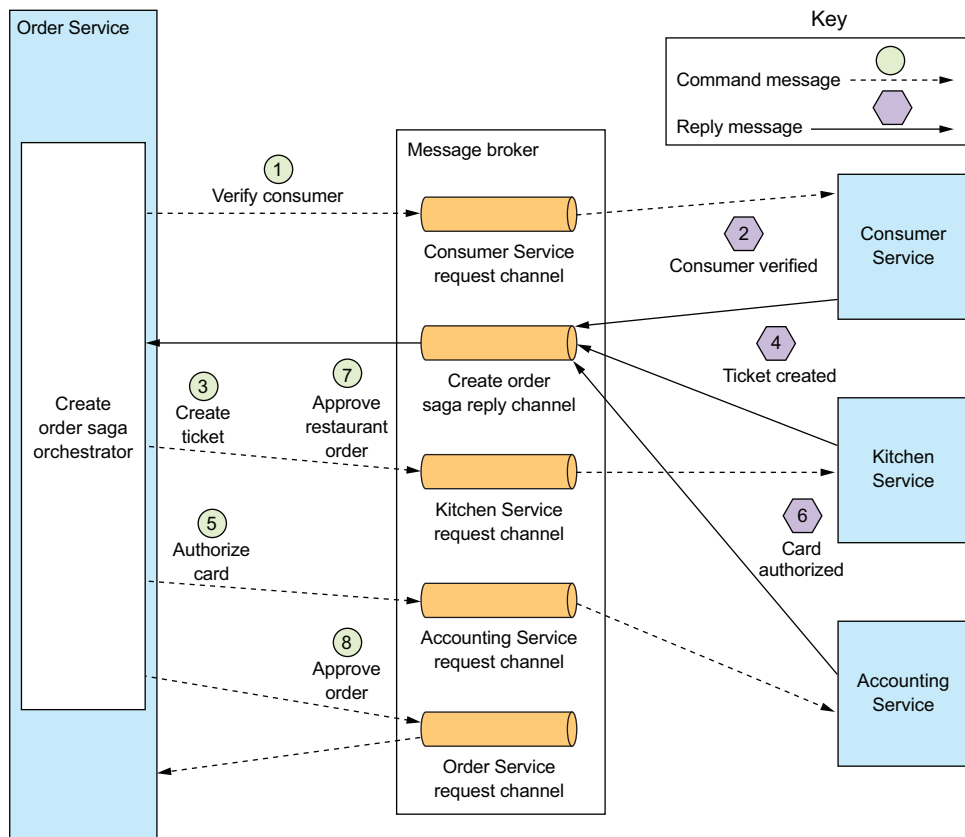 Order Service
Key
Command message
Reply message
Message broker
1
Verify consumer
Consumer Service
request channel
2
Consumer verified
Consumer
Service
Create order
saga reply channel
4
Ticket created
3
Create
ticket
7
Approve
restaurant
order
Create
order saga
orchestrator
Kitchen Service
request channel
Kitchen
Service
5
Authorize
card
6
Card
authorized
Accounting Service
request channel
8
Approve
order
Accounting
Service
Order Service
request channel